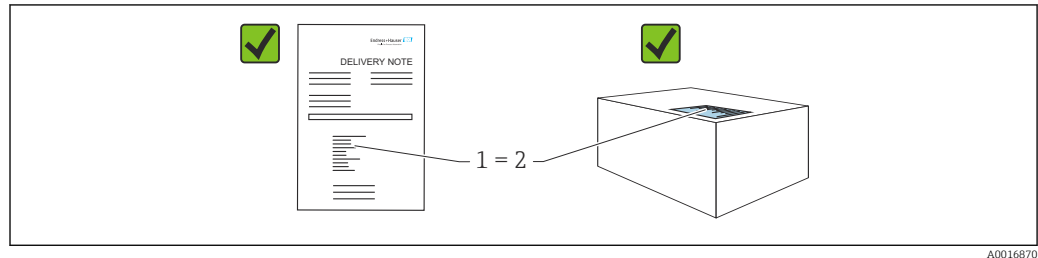 Endress+Hauser
DELIVERY NOTE
1 = 2
A0016870